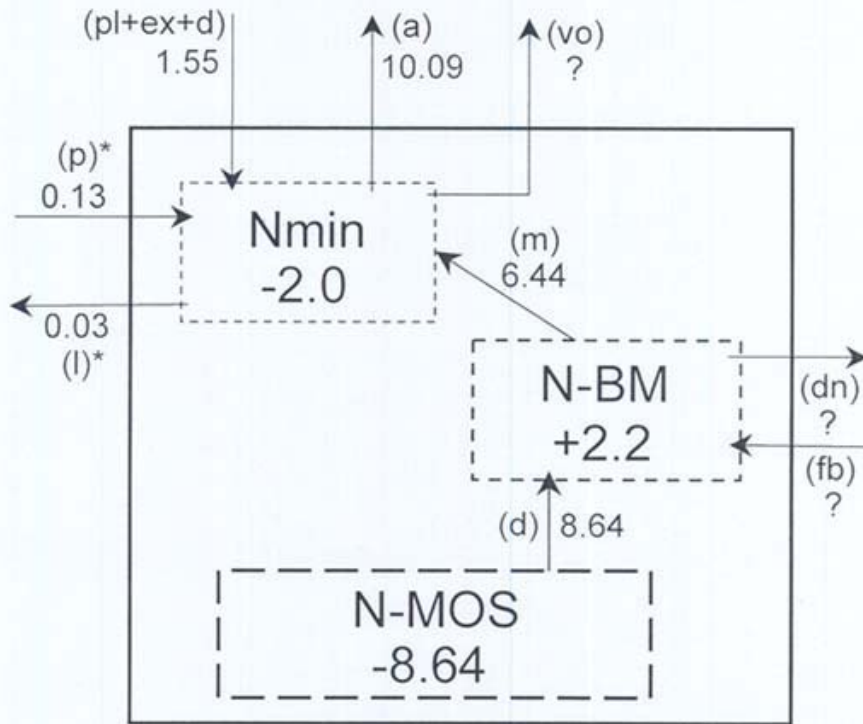 (pl+ex+d)
1.55
(a)
10.09
(vo)
?
(p)*
0.13
Nmin
-2.0
(m)
6.44
0.03
(l)*
N-BM
+2.2
(dn)
?
(fb)
?
(d) 8.64
N-MOS
-8.64